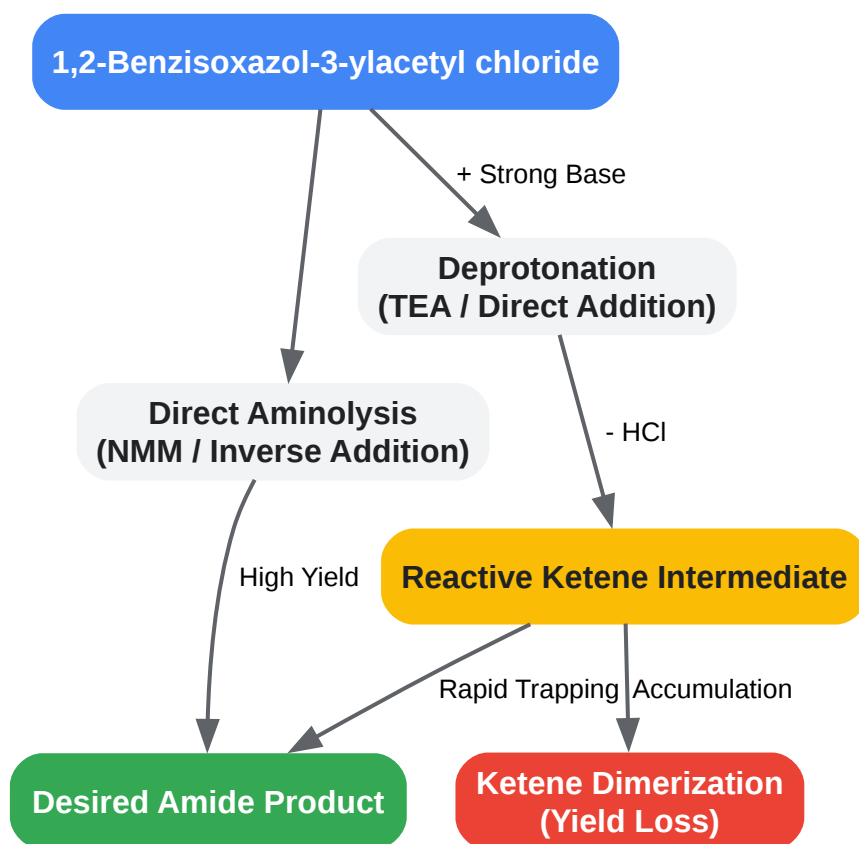 1,2-Benzisoxazol-3-ylacetyl chloride
+ Strong Base
Deprotonation
(TEA / Direct Addition)
Direct Aminolysis
(NMM / Inverse Addition)
- HCl
High Yield
Reactive Ketene Intermediate
Rapid Trapping
Accumulation
Desired Amide Product
Ketene Dimerization
(Yield Loss)